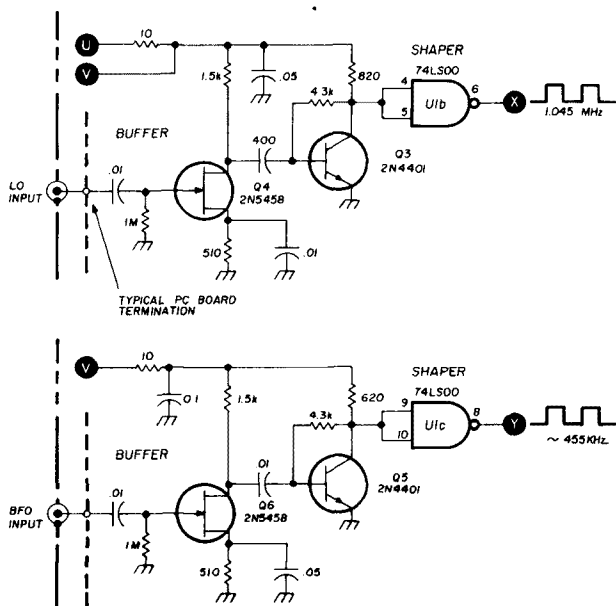 U
10
V
1.5k
.05
820
SHAPER
74LS00
4
5
U1b
6
X
1.045 MHz
4.3k
BUFFER
.01
400
Q3
2N4401
Q4
2N5458
LO
INPUT
1M
510
.01
TYPICAL PC BOARD
TERMINATION
V
10
0.1
1.5k
620
SHAPER
74LS00
9
10
U1c
8
Y
~ 455KHz
4.3k
BUFFER
.01
.01
Q5
2N4401
Q6
2N5458
BFO
INPUT
1M
510
.05